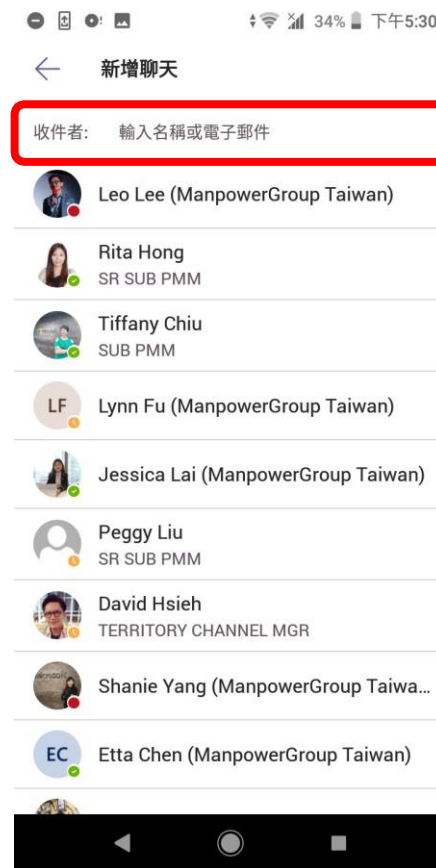 34% 下午5:30
新增聊天
收件者: 輸入名稱或電子郵件
Leo Lee (ManpowerGroup Taiwan)
Rita Hong
SR SUB PMM
Tiffany Chiu
SUB PMM
LF Lynn Fu (ManpowerGroup Taiwan)
Jessica Lai (ManpowerGroup Taiwan)
Peggy Liu
SR SUB PMM
David Hsieh
TERRITORY CHANNEL MGR
Shanie Yang (ManpowerGroup Taiwa...
EC Etta Chen (ManpowerGroup Taiwan)